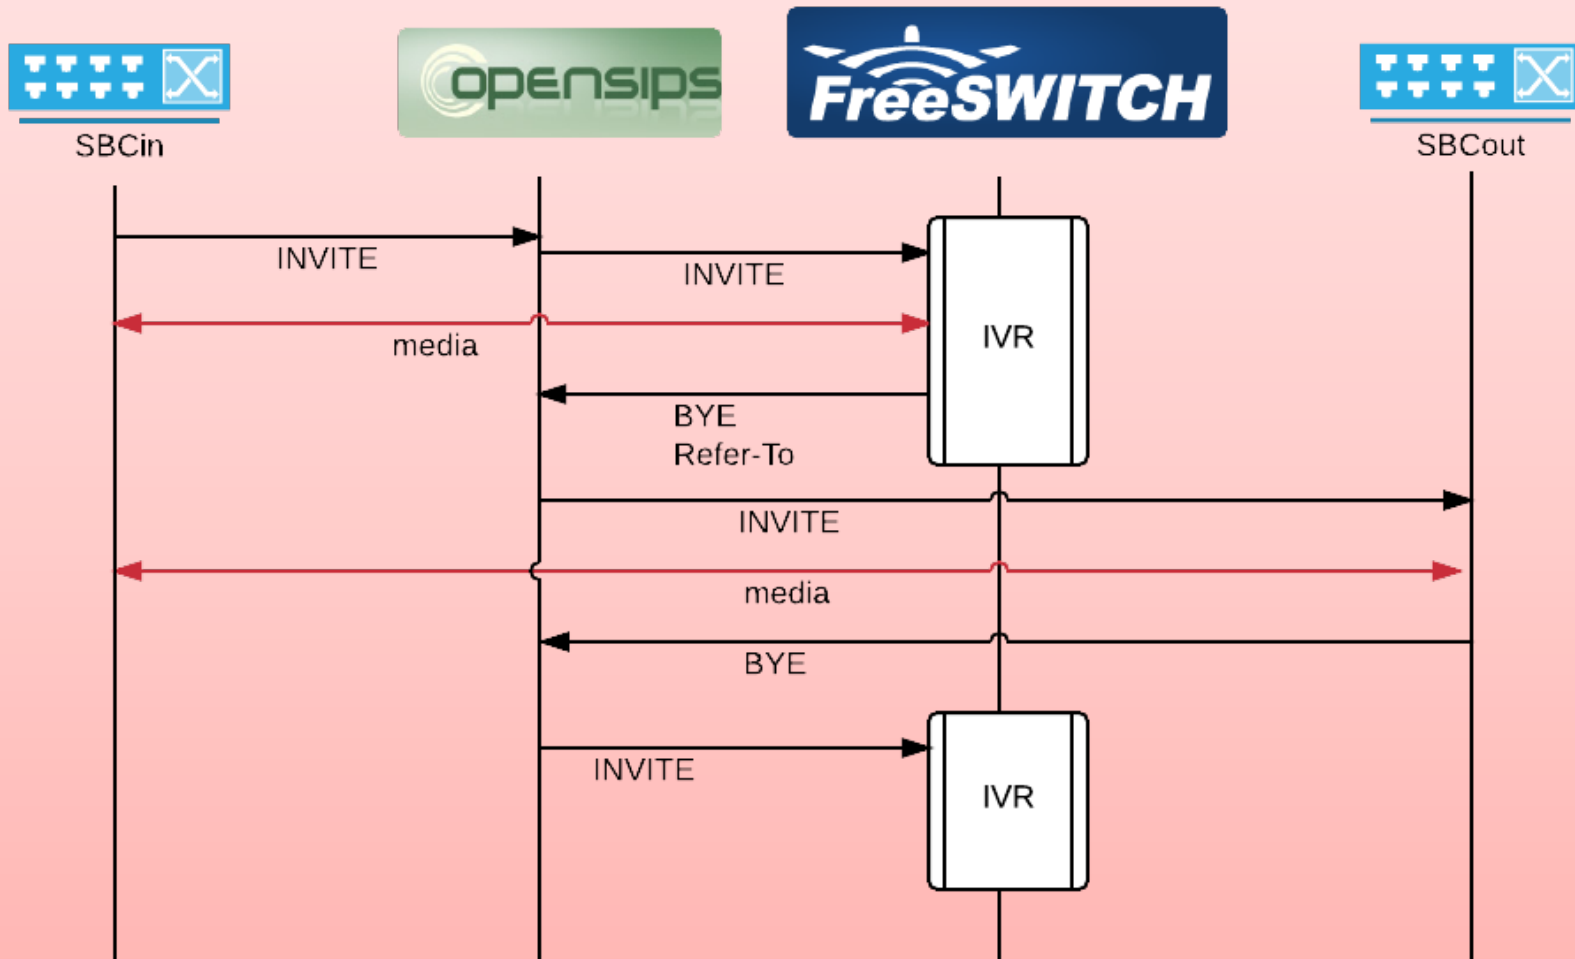 OPENSIPS
FreeSWITCH
SBCin
SBCout
INVITE
INVITE
media
IVR
BYE
Refer-To
INVITE
media
BYE
INVITE
IVR